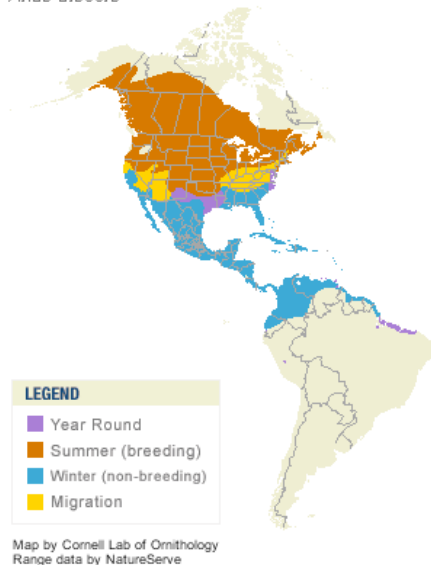 LEGEND
Year Round
Summer (breeding)
Winter (non-breeding)
Migration
Map by Cornell Lab of Ornithology
Range data by NatureServe